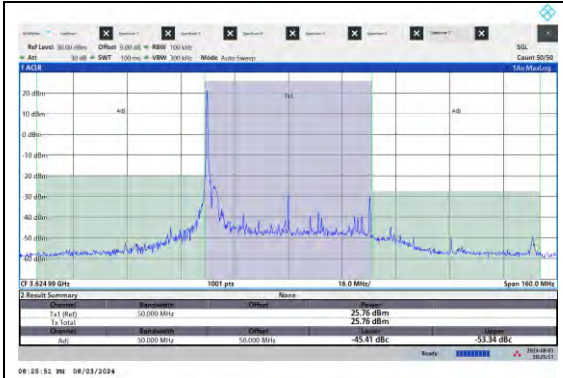 Ref Level 30.00 dBm Offset 9.00 dB RBW 100 kHz SGL
Att 30 dB SWT 100 ms VBW 300 kHz Mode Auto Sweep Count 50/50
1 ACLR 1Av MaxLog
20 dBm
Tx1
10 dBm
Adj
Adj
0 dBm
-10 dBm
-20 dBm
-30 dBm
-40 dBm
-50 dBm
-60 dBm
CF 3.624 99 GHz 1001 pts 16.0 MHz/ Span 160.0 MHz
2 Result Summary None
Channel Bandwidth Offset Power
Tx1 (Ref) 50.000 MHz 25.76 dBm
Tx Total 25.76 dBm
Channel Bandwidth Offset Lower Upper
Adj 50.000 MHz 50.000 MHz -45.41 dBc -53.34 dBc
Ready
08:25:51 PM 08/03/2024